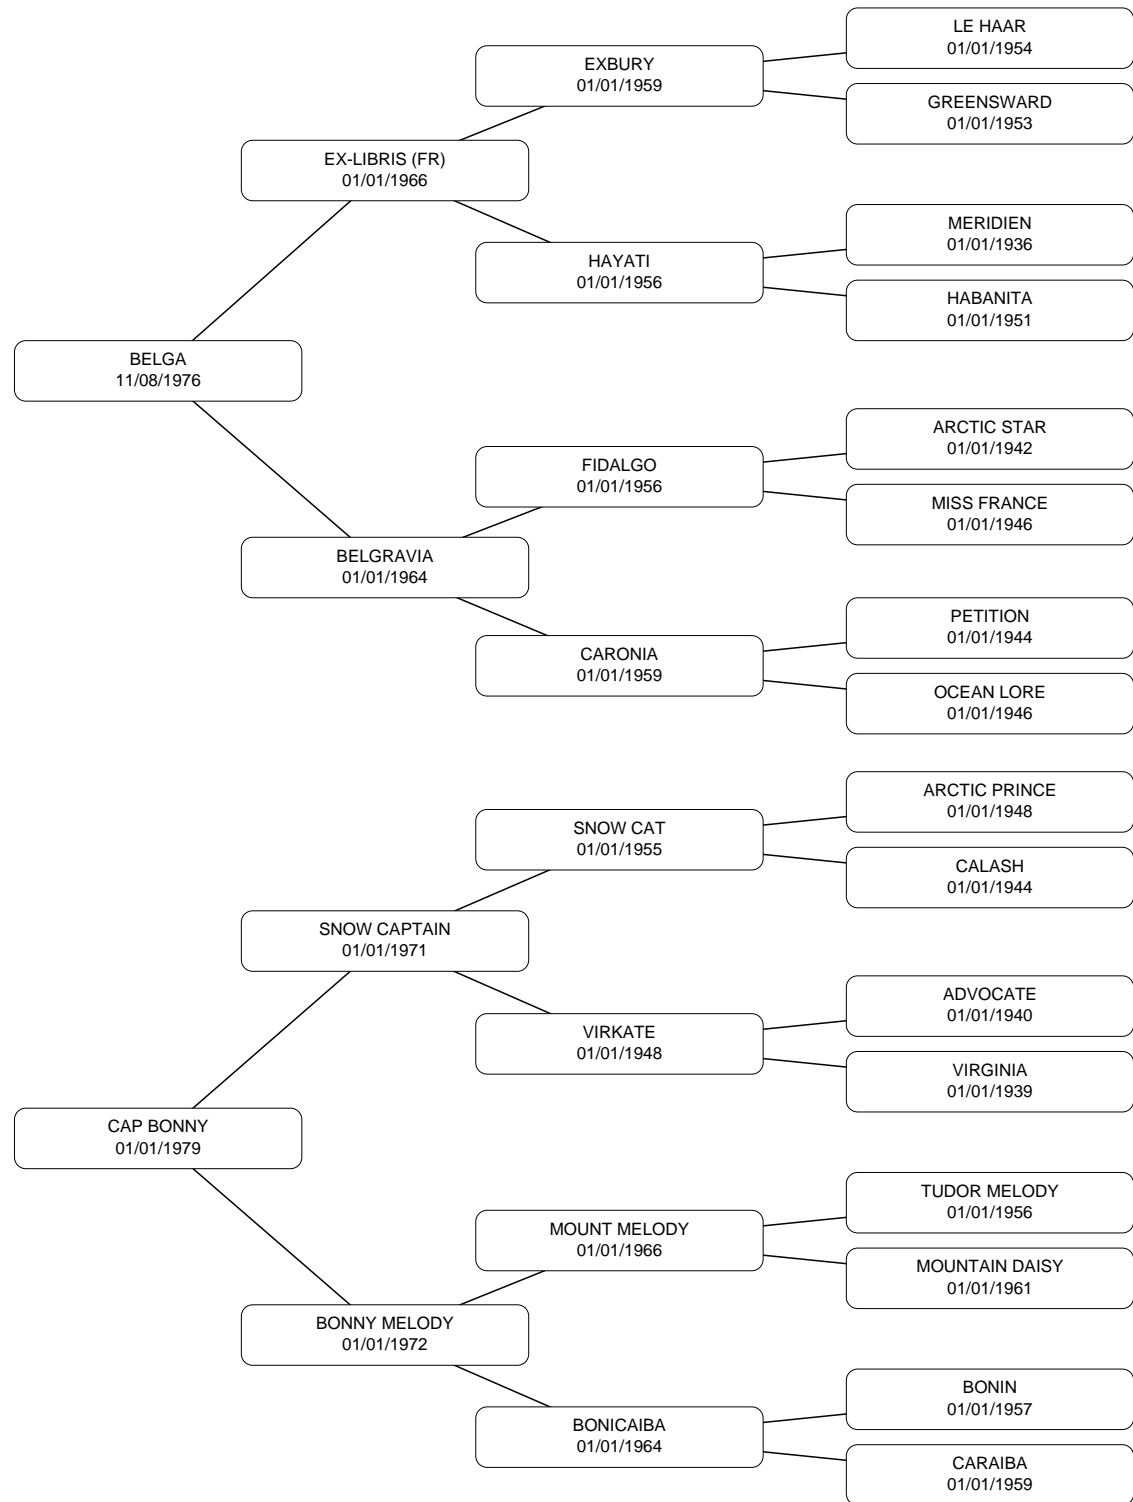 LE HAAR
01/01/1954
EXBURY
01/01/1959
GREENSWARD
01/01/1953
EX-LIBRIS (FR)
01/01/1966
MERIDIEN
01/01/1936
HAYATI
01/01/1956
HABANITA
01/01/1951
BELGA
11/08/1976
ARCTIC STAR
01/01/1942
FIDALGO
01/01/1956
MISS FRANCE
01/01/1946
BELGRAVIA
01/01/1964
PETITION
01/01/1944
CARONIA
01/01/1959
OCEAN LORE
01/01/1946
ARCTIC PRINCE
01/01/1948
SNOW CAT
01/01/1955
CALASH
01/01/1944
SNOW CAPTAIN
01/01/1971
ADVOCATE
01/01/1940
VIRKATE
01/01/1948
VIRGINIA
01/01/1939
CAP BONNY
01/01/1979
TUDOR MELODY
01/01/1956
MOUNT MELODY
01/01/1966
MOUNTAIN DAISY
01/01/1961
BONNY MELODY
01/01/1972
BONIN
01/01/1957
BONICAIBA
01/01/1964
CARAIBA
01/01/1959